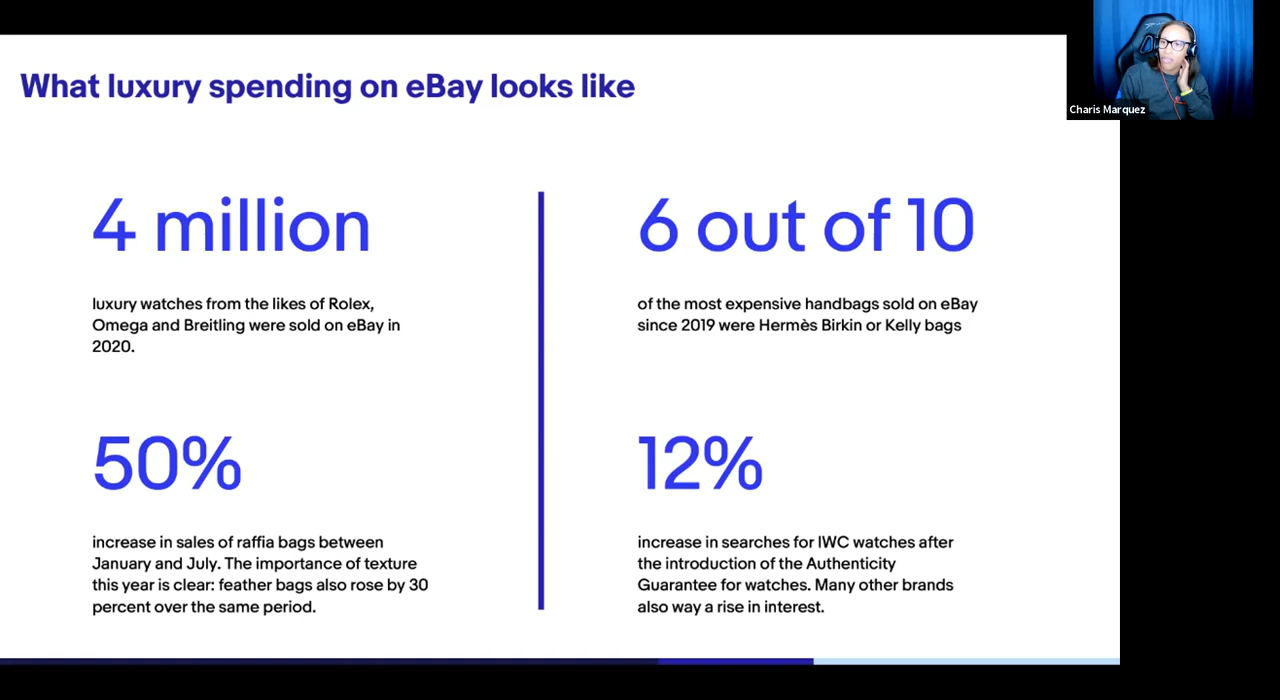 What luxury spending on eBay looks like
Charis Marquez
4 million
luxury watches from the likes of Rolex,
Omega and Breitling were sold on eBay in
2020.
6 out of 10
of the most expensive handbags sold on eBay
since 2019 were Hermès Birkin or Kelly bags
50%
increase in sales of raffia bags between
January and July. The importance of texture
this year is clear: feather bags also rose by 30
percent over the same period.
12%
increase in searches for IWC watches after
the introduction of the Authenticity
Guarantee for watches. Many other brands
also way a rise in interest.